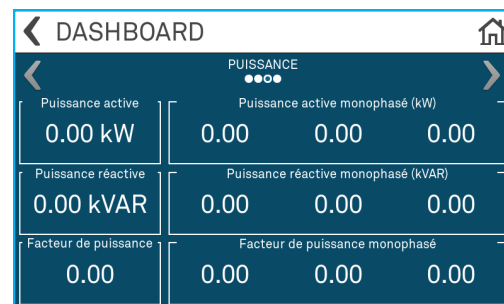 DASHBOARD
PUISSANCE
Puissance active
Puissance active monophasé (kW)
0.00 kW
0.00 0.00 0.00
Puissance réactive
Puissance réactive monophasé (kVAR)
0.00 kVAR
0.00 0.00 0.00
Facteur de puissance
Facteur de puissance monophasé
0.00
0.00 0.00 0.00